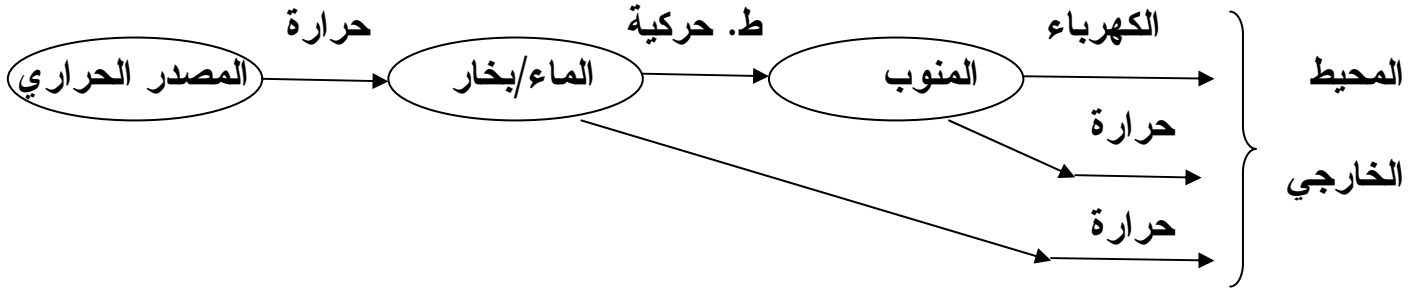 حرارة
ط. حركية
الكهرباء
المصدر الحراري
الماء/بخار
المنوب
المحيط
حرارة
الخارجي
حرارة